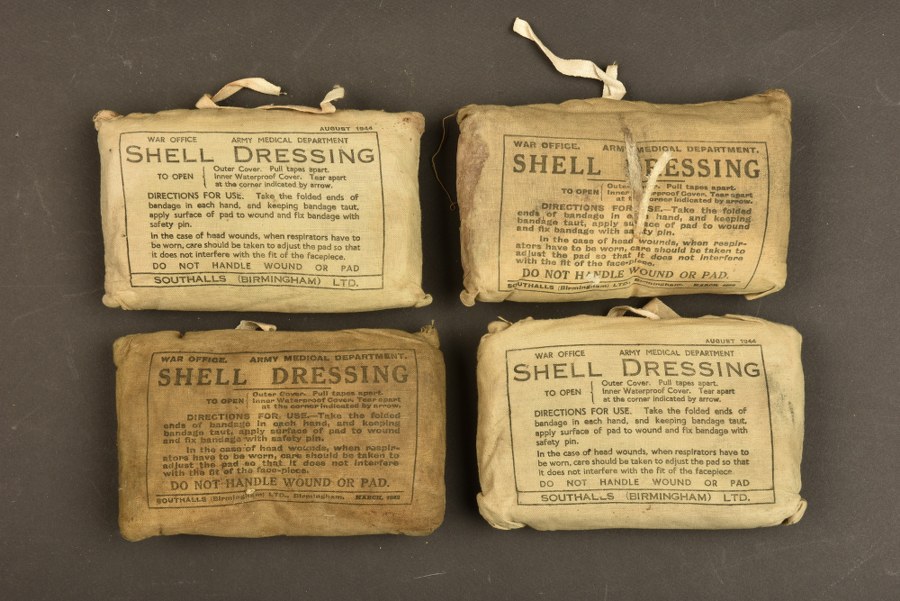 AUGUST 1944
WAR OFFICE ARMY MEDICAL DEPARTMENT
SHELL DRESSING
TO OPEN
Outer Cover. Pull tapes apart.
Inner Waterproof Cover. Tear apart
at the corner indicated by arrow.
DIRECTIONS FOR USE. Take the folded ends of
bandage in each hand, and keeping bandage taut,
apply surface of pad to wound and fix bandage with
safety pin.
In the case of head wounds, when respirators have to
be worn, care should be taken to adjust the pad so that
it does not interfere with the fit of the facepiece.
DO NOT HANDLE WOUND OR PAD
SOUTHALLS (BIRMINGHAM) LTD.
WAR OFFICE. ARMY MEDICAL DEPARTMENT.
SHELL DRESSING
TO OPEN
Outer Cover. Pull tapes apart.
Inner Waterproof Cover. Tear apart
at the corner indicated by arrow.
DIRECTIONS FOR USE.—Take the folded
ends of bandage in each hand, and keeping
bandage taut, apply surface of pad to wound
and fix bandage with safety pin.
In the case of head wounds, when respir-
ators have to be worn, care should be taken to
adjust the pad so that it does not interfere
with the fit of the face-piece.
DO NOT HANDLE WOUND OR PAD.
SOUTHALLS (Birmingham) LTD., Birmingham. MARCH,
WAR OFFICE. ARMY MEDICAL DEPARTMENT.
SHELL DRESSING
TO OPEN
Outer Cover. Pull tapes apart.
Inner Waterproof Cover. Tear apart
at the corner indicated by arrow.
DIRECTIONS FOR USE.—Take the folded
ends of bandage in each hand, and keeping
bandage taut, apply surface of pad to wound
and fix bandage with safety pin.
In the case of head wounds, when respir-
ators have to be worn, care should be taken to
adjust the pad so that it does not interfere
with the fit of the face-piece.
DO NOT HANDLE WOUND OR PAD.
SOUTHALLS (Birmingham) LTD., Birmingham. MARCH,
AUGUST 1944
WAR OFFICE ARMY MEDICAL DEPARTMENT
SHELL DRESSING
TO OPEN
Outer Cover. Pull tapes apart.
Inner Waterproof Cover. Tear apart
at the corner indicated by arrow.
DIRECTIONS FOR USE. Take the folded ends of
bandage in each hand, and keeping bandage taut,
apply surface of pad to wound and fix bandage with
safety pin.
In the case of head wounds, when respirators have to
be worn, care should be taken to adjust the pad so that
it does not interfere with the fit of the facepiece.
DO NOT HANDLE WOUND OR PAD
SOUTHALLS (BIRMINGHAM) LTD.